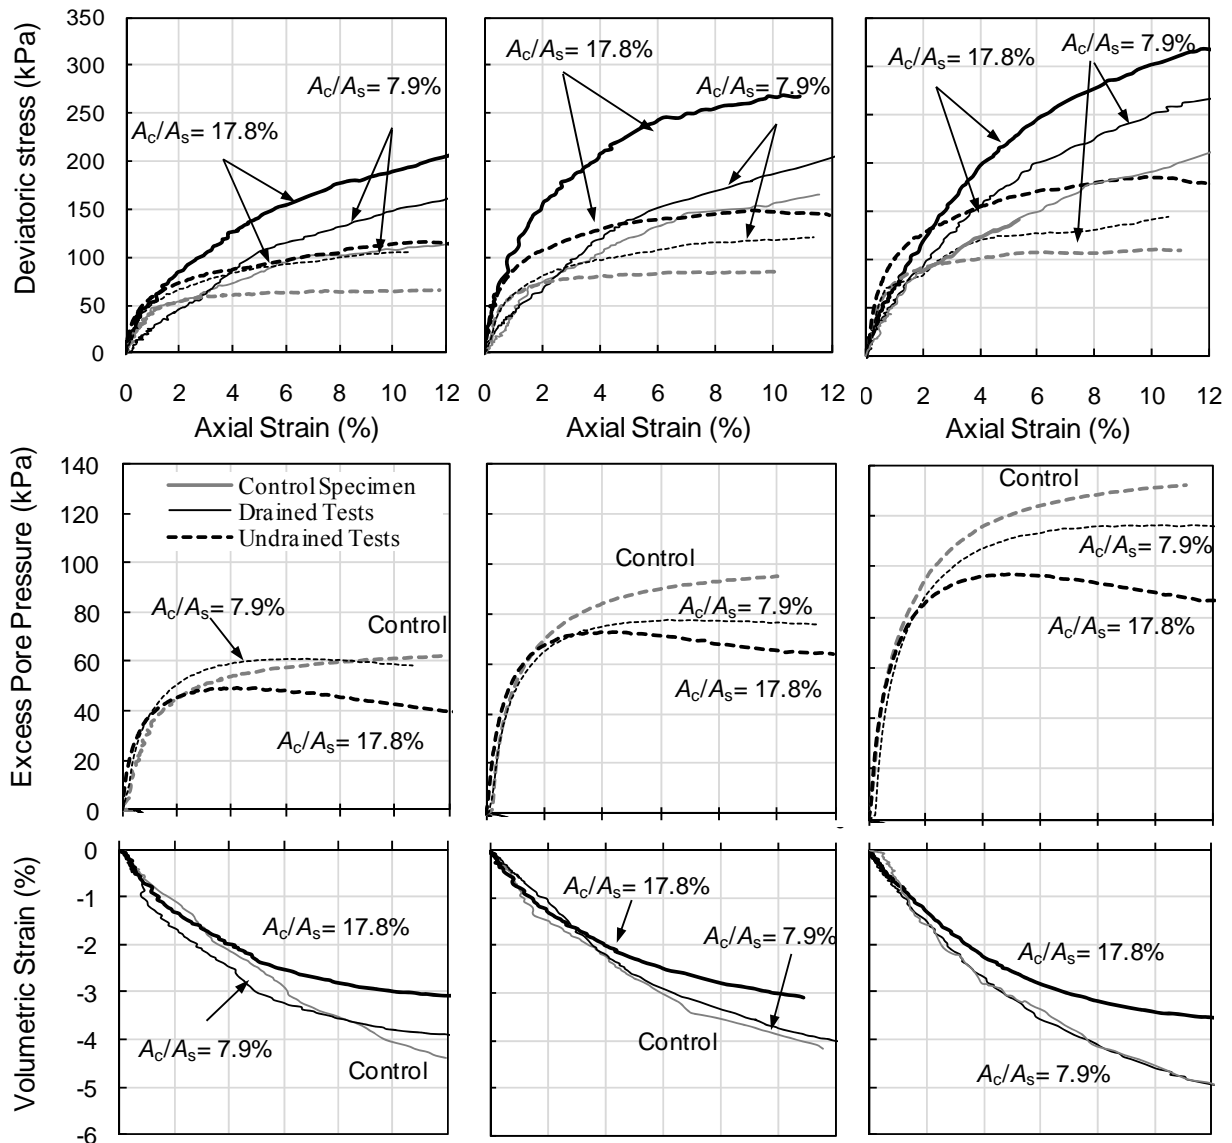 Deviatoric stress (kPa)
350
300
250
200
150
100
50
0
Ac/As= 7.9%
Ac/As= 17.8%
Ac/As= 17.8%
Ac/As= 7.9%
Ac/As= 17.8%
Ac/As= 7.9%
0 2 4 6 8 10 12
0 2 4 6 8 10 12
0 2 4 6 8 10 12
Axial Strain (%)
Axial Strain (%)
Axial Strain (%)
Excess Pore Pressure (kPa)
140
120
100
80
60
40
20
0
Control Specimen
Drained Tests
Undrained Tests
Ac/As= 7.9%
Control
Ac/As= 17.8%
Control
Ac/As= 7.9%
Ac/As= 17.8%
Control
Ac/As= 7.9%
Ac/As= 17.8%
Volumetric Strain (%)
0
-1
-2
-3
-4
-5
-6
Ac/As= 17.8%
Ac/As= 7.9%
Control
Ac/As= 17.8%
Ac/As= 7.9%
Control
Ac/As= 17.8%
Ac/As= 7.9%